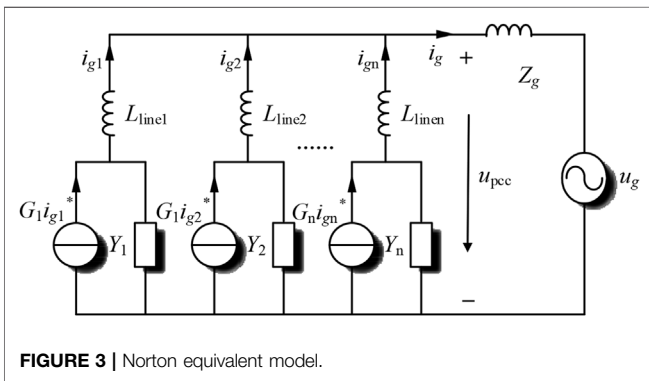 i_g1 i_g2 i_gn i_g + Z_g
L_line1 L_line2 L_linen
......
u_pcc u_g
G_1i_g1^* Y_1 G_1i_g2^* Y_2 G_ni_gn^* Y_n
−
FIGURE 3 | Norton equivalent model.